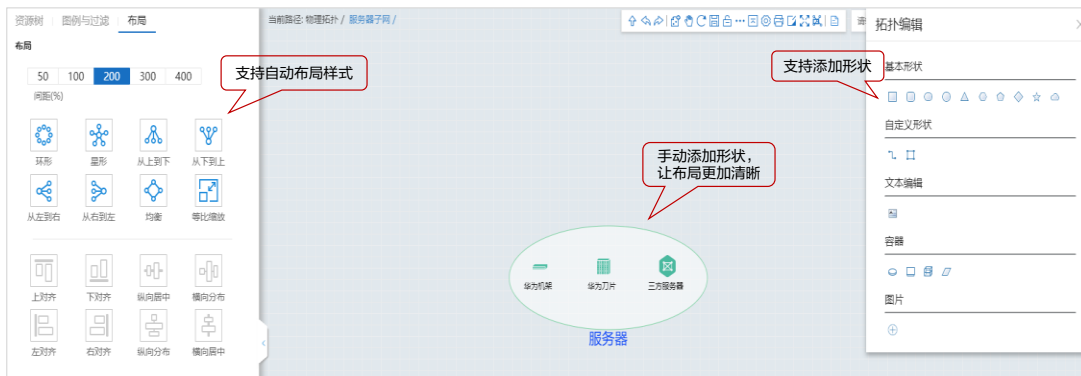 资源树 图例与过滤 布局
布局
50 100 200 300 400
间距(%)
环形 星形 从上到下 从下到上
从左到右 从右到左 均衡 等比缩放
上对齐 下对齐 纵向居中 横向分布
左对齐 右对齐 纵向分布 横向居中
支持自动布局样式
当前路径: 物理拓扑 / 服务器子网 /
手动添加形状，
让布局更加清晰
华为机架 华为刀片 三方服务器
服务器
支持添加形状
拓扑编辑
基本形状
自定义形状
文本编辑
容器
图片